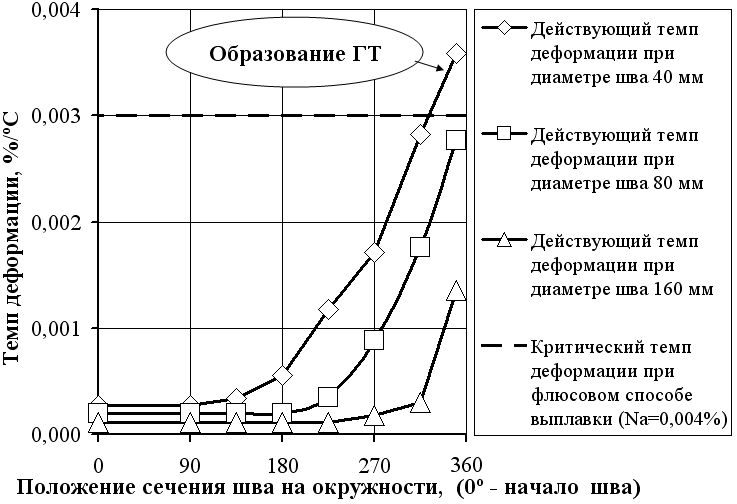 0,004
0,003
0,002
0,001
0,000
Темп деформации, %/ºС
Образование ГТ
0 90 180 270 360
Положение сечения шва на окружности, (0º - начало шва)
Действующий темп
деформации при
диаметре шва 40 мм
Действующий темп
деформации при
диаметре шва 80 мм
Действующий темп
деформации при
диаметре шва 160 мм
Критический темп
деформации при
флюсовом способе
выплавки (Na=0,004%)